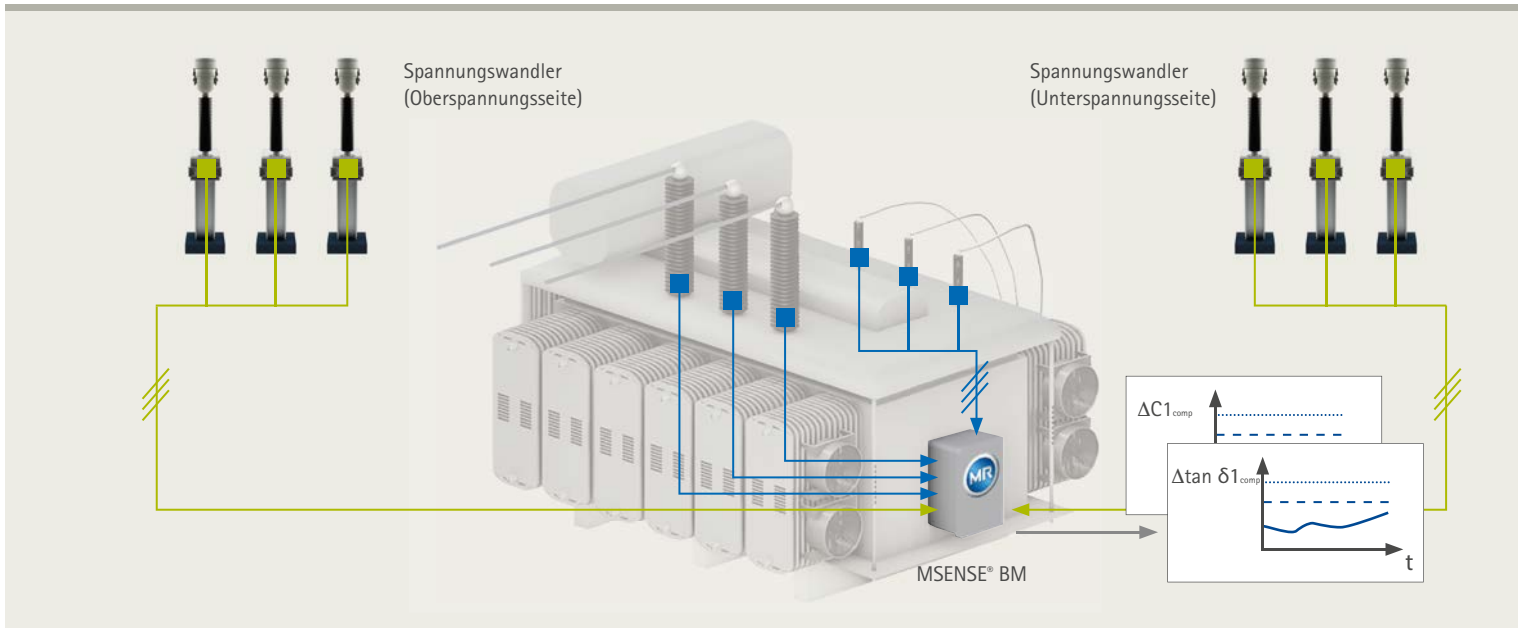 Spannungswandler
(Oberspannungsseite)
Spannungswandler
(Unterspannungsseite)
ΔC1comp
Δtan δ1comp
t
MR
MSENSE® BM